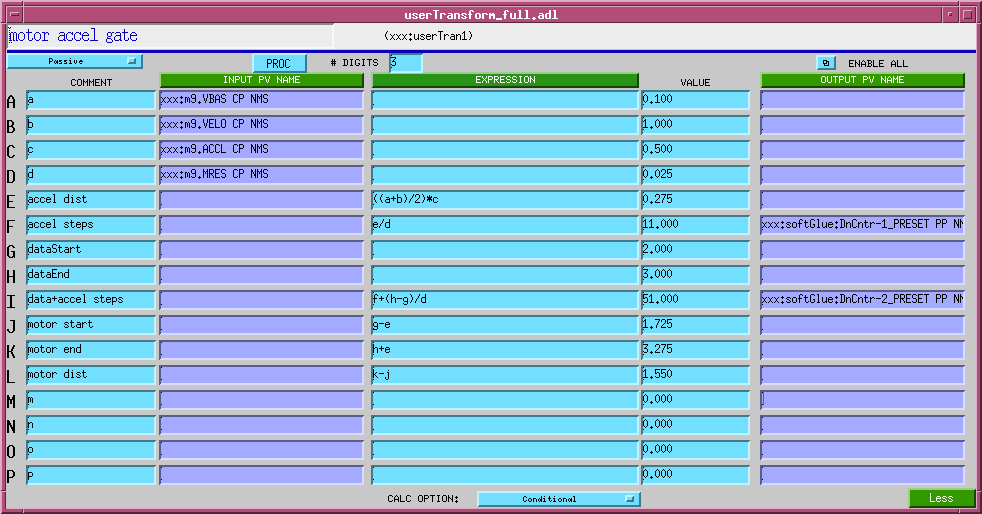 userTransform_full.adl
motor accel gate (xxx:userTran1)
Passive PROC # DIGITS 3 ENABLE ALL
COMMENT INPUT PV NAME EXPRESSION VALUE OUTPUT PV NAME
A a xxx:m9.VBAS CP NMS 0.100
B b xxx:m9.VELO CP NMS 1.000
C c xxx:m9.ACCL CP NMS 0.500
D d xxx:m9.MRES CP NMS 0.025
E accel dist ((a+b)/2)*c 0.275
F accel steps e/d 11.000 xxx:softGlue:DnCntr-1_PRESET PP NM
G dataStart 2.000
H dataEnd 3.000
I data+accel steps f+(h-g)/d 51.000 xxx:softGlue:DnCntr-2_PRESET PP NM
J motor start g-e 1.725
K motor end h+e 3.275
L motor dist k-j 1.550
M m 0.000
N n 0.000
O o 0.000
P p 0.000
CALC OPTION: Conditional Less